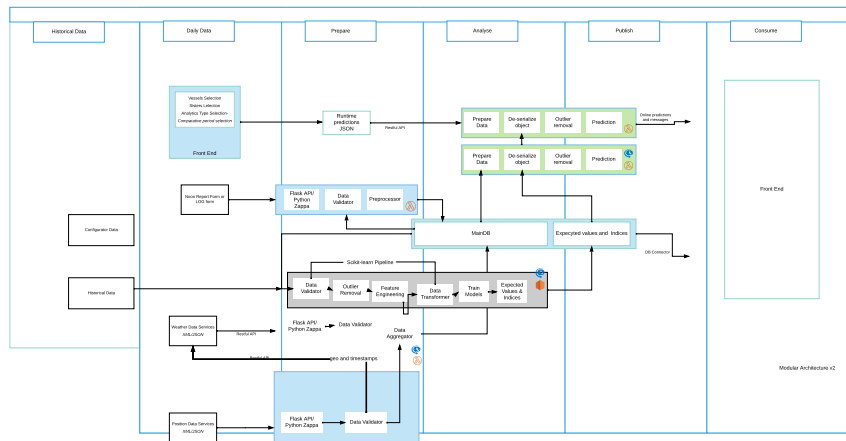 Historical Data
Daily Data
Prepare
Analyse
Publish
Consume
Vessels Selection
Sisters Lelection
Analytics Type Selection
Comparative period selection
Front End
Runtime
predictions
JSON
Restful API
Prepare
Data
De-serialize
object
Outlier
removal
Prediction
Online predictions
and messages
Prepare
Data
De-serialize
object
Outlier
removal
Prediction
Noon Report Form or
LOG form
Flask API/
Python
Zappa
Data
Validator
Preprocessor
Front End
Configurator Data
MainDB
Expecyted values and Indices
DB Connector
Scikit-learn Pipeline
Historical Data
Data
Validator
Outlier
Removal
Feature
Engineering
Data
Transformer
Train
Models
Expected
Values &
Indices
Weather Data Services
XML/JSON
Restful API
Flask API/
Python Zappa
Data Validator
Data
Aggregator
Restful API
geo and timestamps
Modular Architecture v2
Position Data Services
XML/JSON
Flask API/
Python Zappa
Data Validator